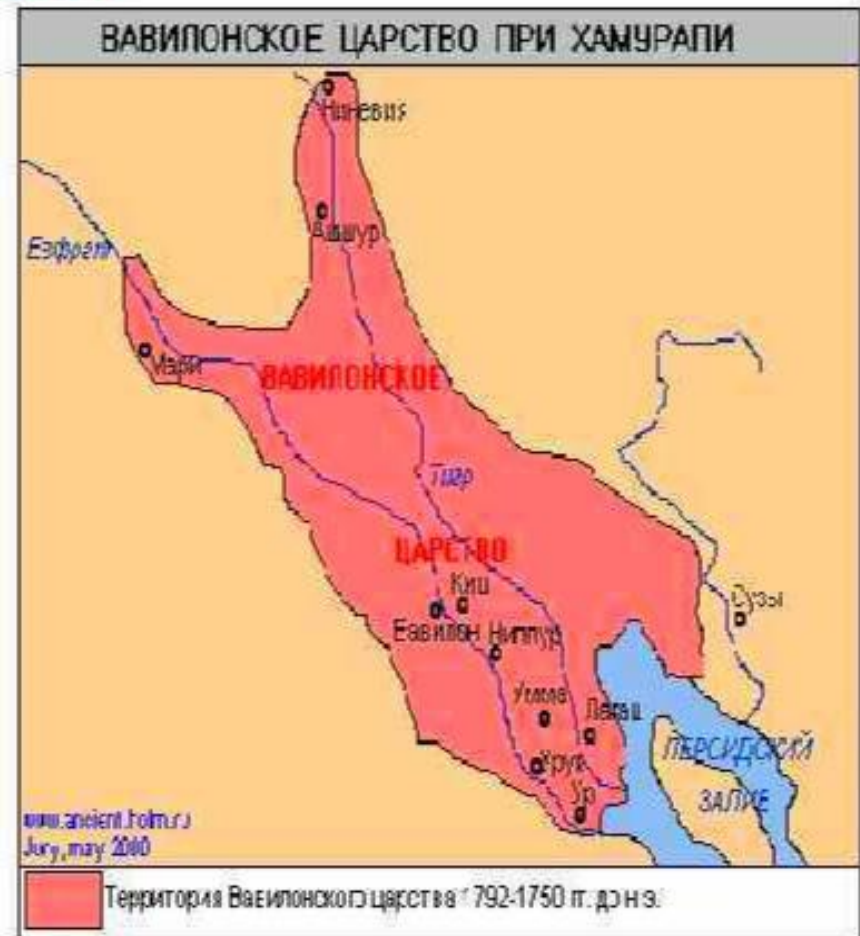 ВАВИЛОНСКОЕ ЦАРСТВО ПРИ ХАМУРАПИ
Ниневия
Ашшур
Евфрат
Мари
ВАВИЛОНСКОЕ
Тигр
ЦАРСТВО
Киш
Сузы
Вавилон
Ниппур
Умма
Лагаш
ПЕРСИДСКИЙ
Урук
ЗАЛИВ
Ур
www.ancient.holm.ru
Jury, may 2000
Территория Вавилонского царства 1792-1750 гг. до н э.